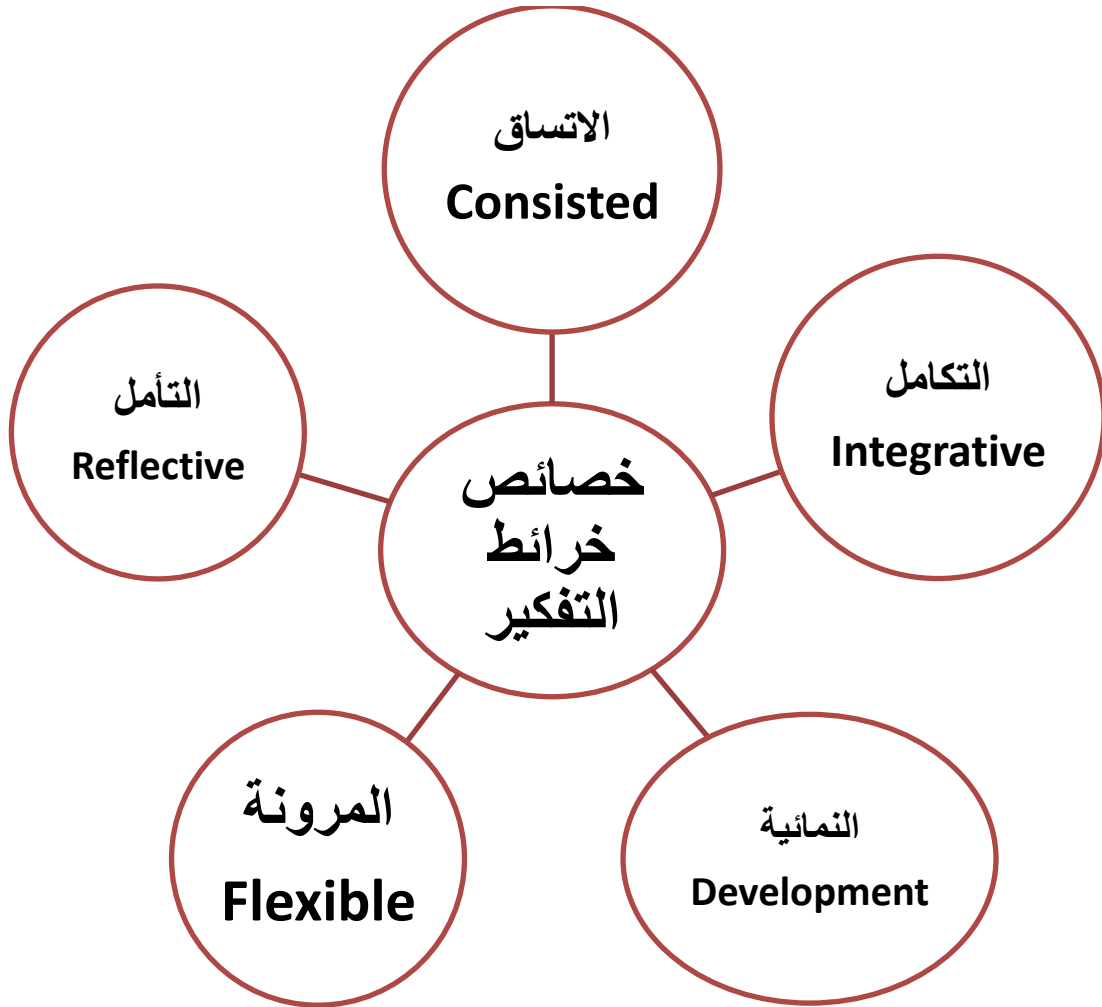 الاتساق
Consisted
التكامل
Integrative
التأمل
Reflective
خصائص
خرائط
التفكير
المرونة
Flexible
النمائية
Development